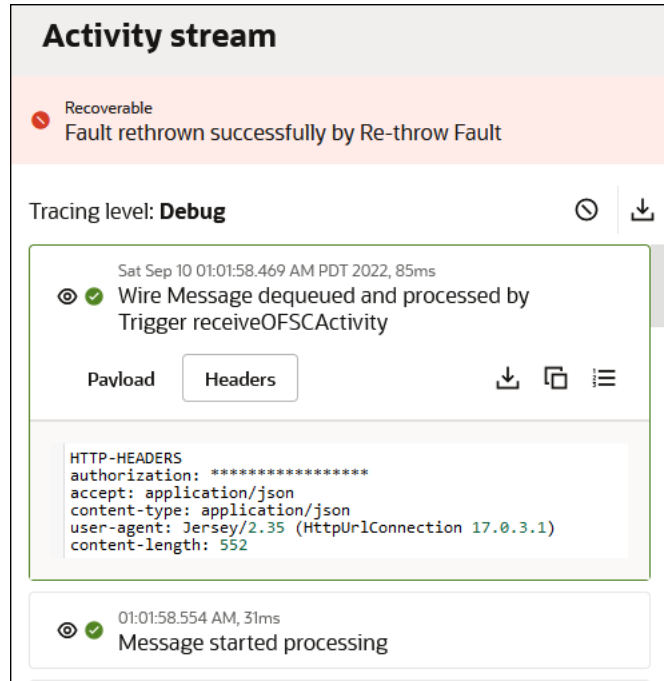 Activity stream
Recoverable
Fault rethrown successfully by Re-throw Fault
Tracing level: Debug
Sat Sep 10 01:01:58.469 AM PDT 2022, 85ms
Wire Message dequeued and processed by
Trigger receiveOFSCActivity
Payload
Headers
HTTP-HEADERS
authorization: *****************
accept: application/json
content-type: application/json
user-agent: Jersey/2.35 (HttpUrlConnection 17.0.3.1)
content-length: 552
01:01:58.554 AM, 31ms
Message started processing